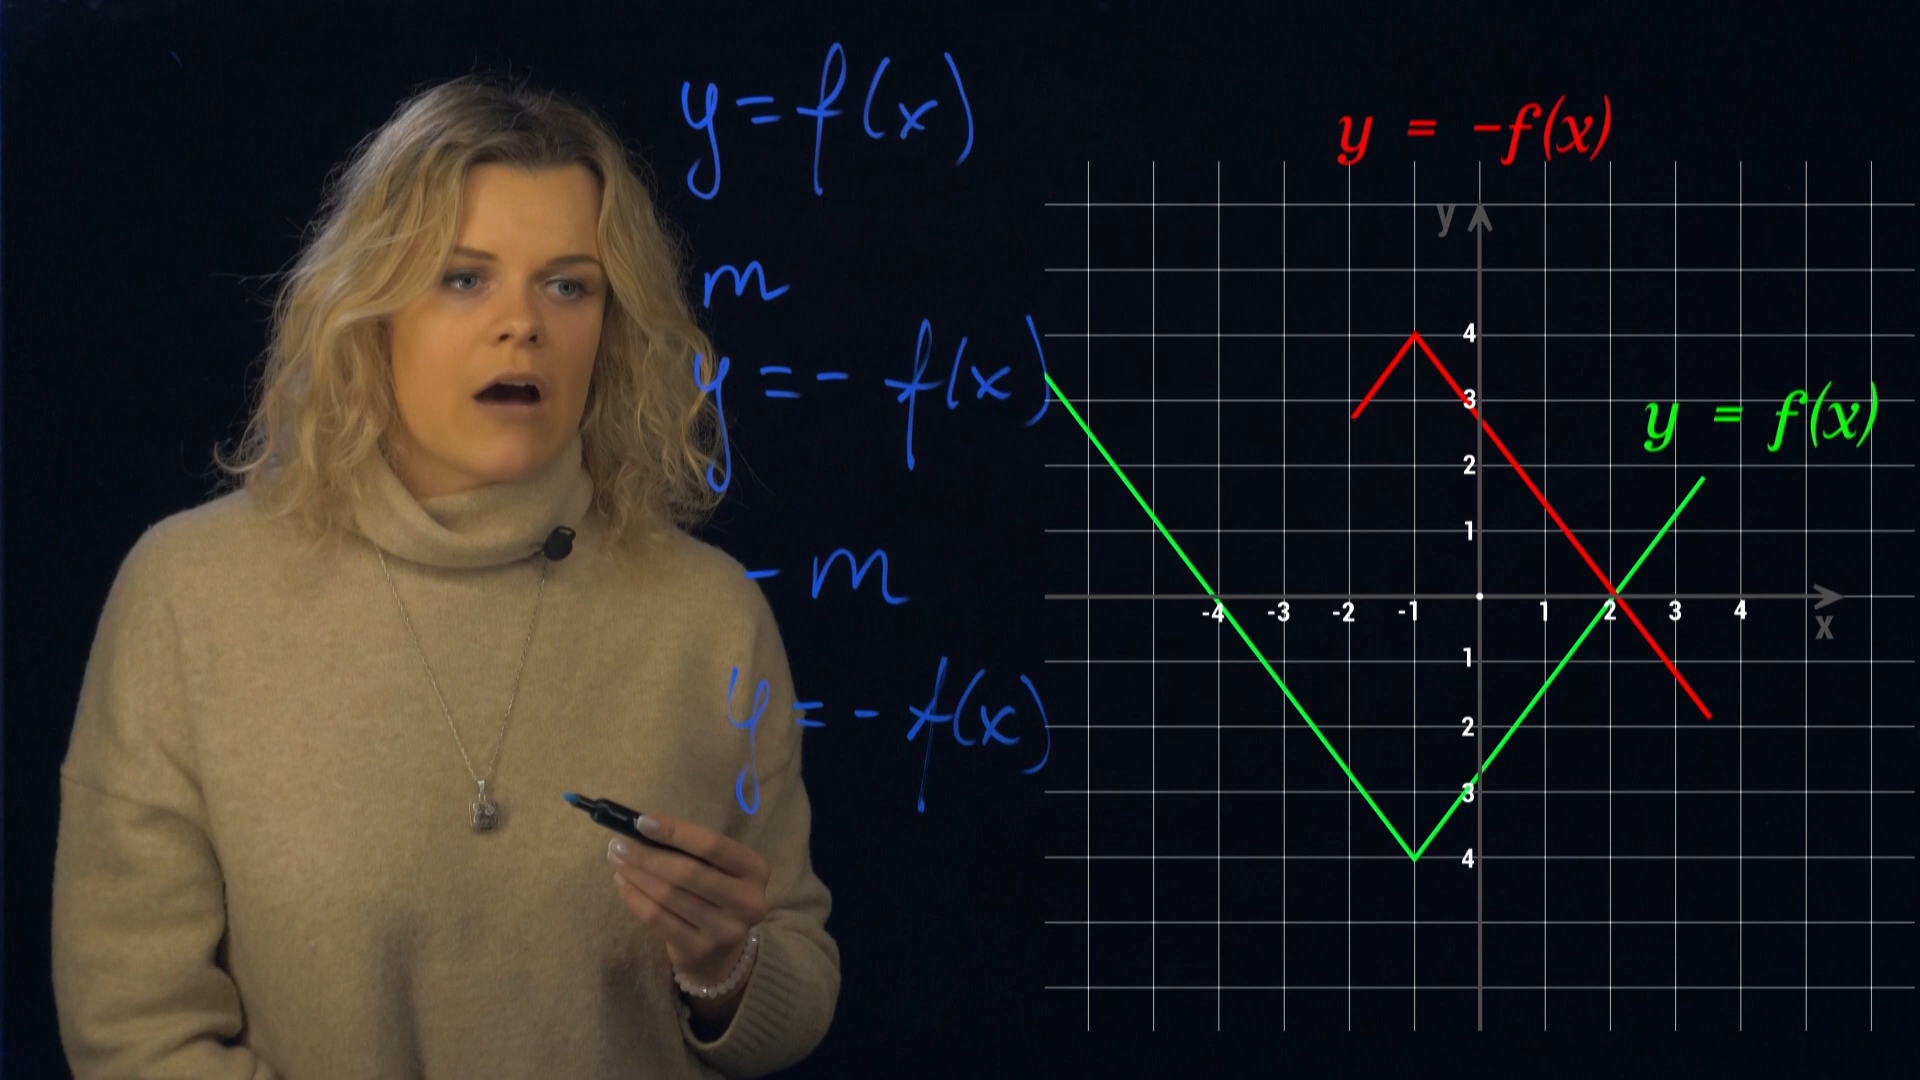 y = f(x)
m
y = - f(x)
- m
y = - f(x)
y = -f(x)
y
4
3
y = f(x)
2
1
-4 -3 -2 -1 1 2 3 4
x
1
2
3
4